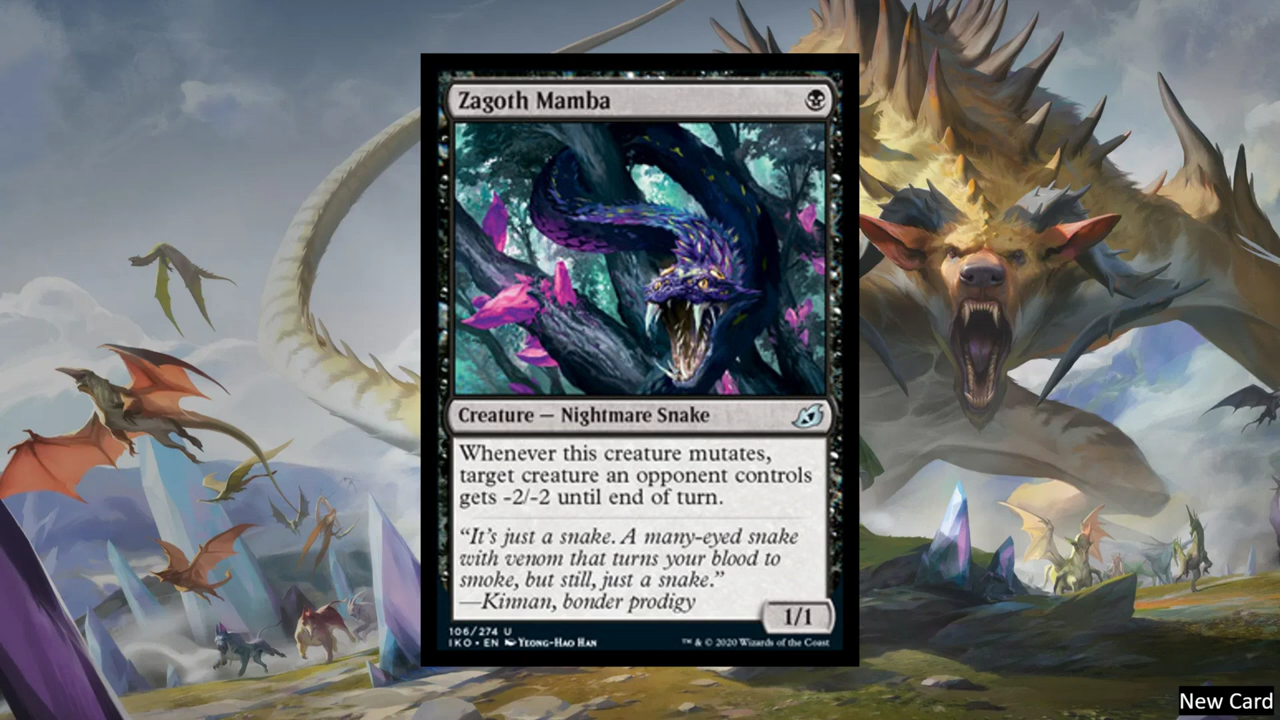 Zagoth Mamba
Creature — Nightmare Snake
Whenever this creature mutates,
target creature an opponent controls
gets -2/-2 until end of turn.
“It’s just a snake. A many-eyed snake
with venom that turns your blood to
smoke, but still, just a snake.”
—Kinnan, bonder prodigy
1/1
106/274 U
IKO • EN Yeong-Hao Han
™ & © 2020 Wizards of the Coast
New Card